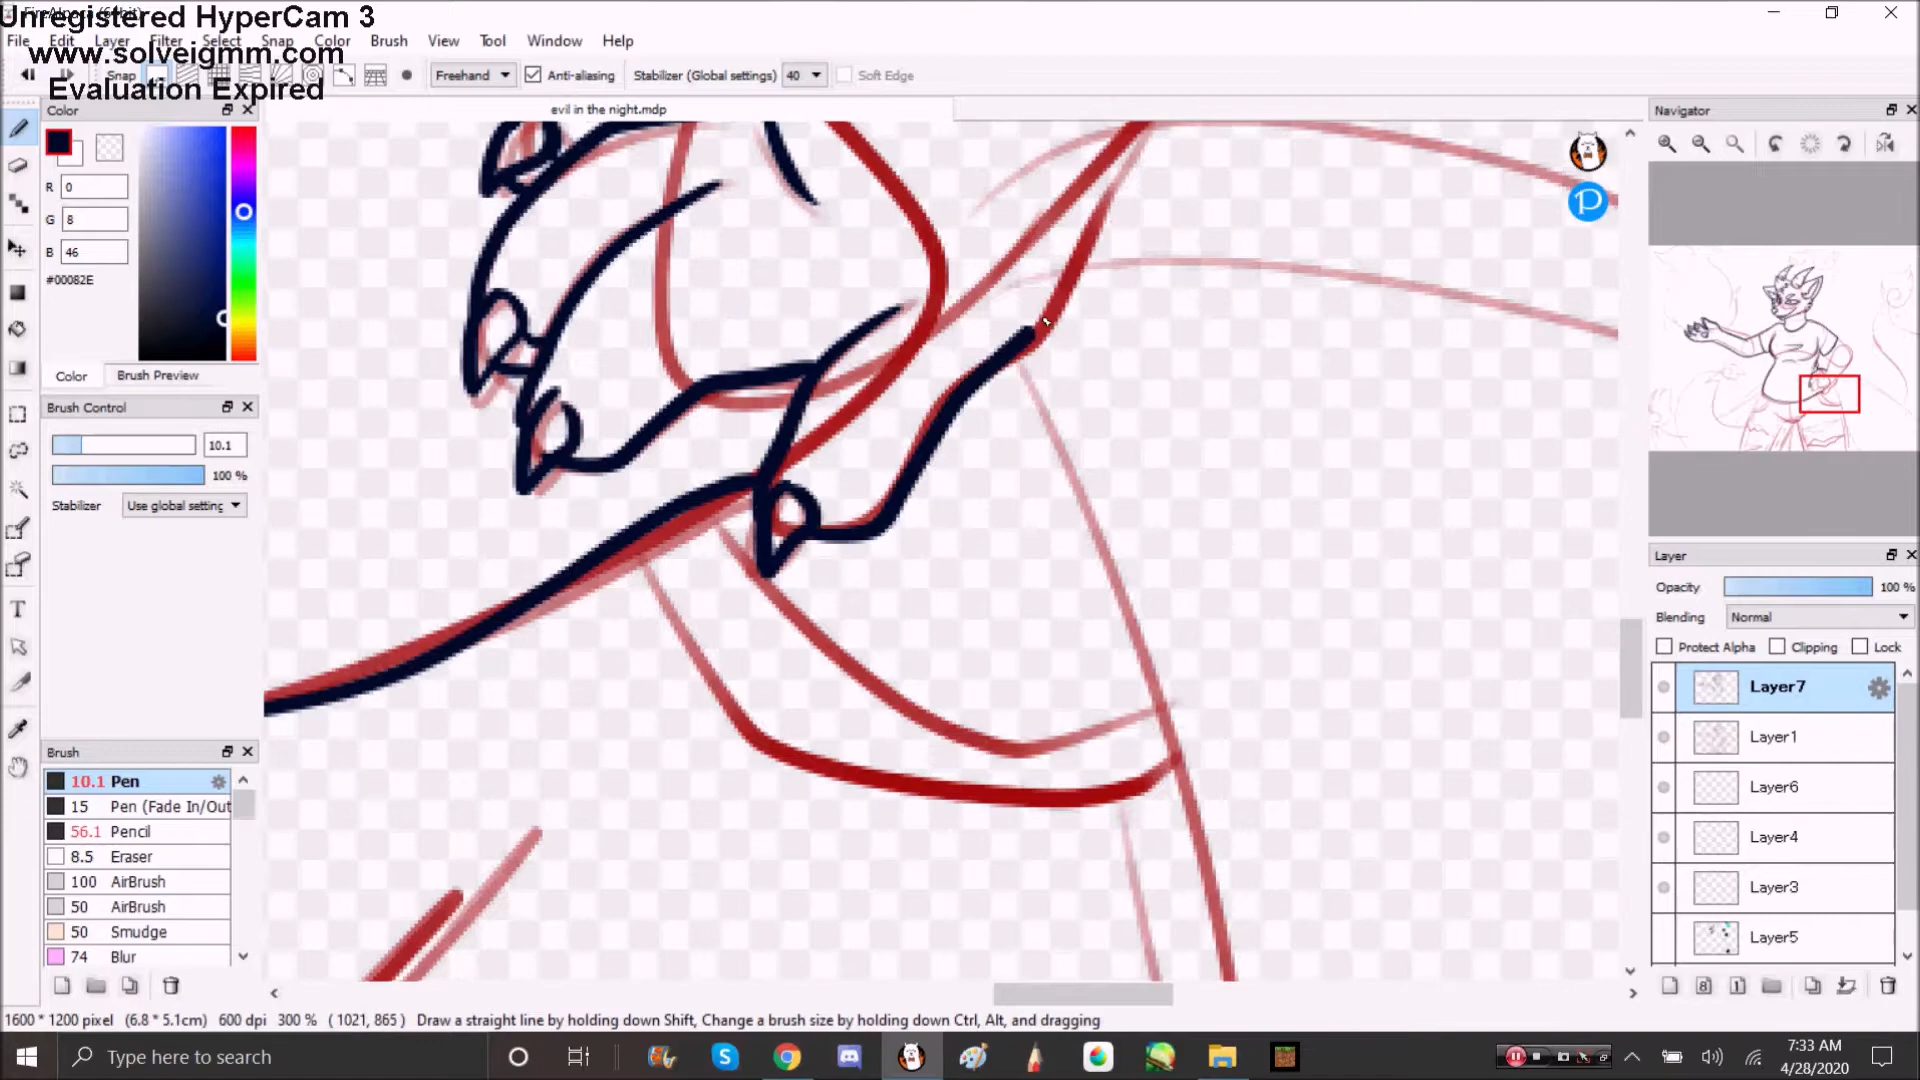 Unregistered HyperCam 3
www.solveigmm.com
Evaluation Expired
File Edit Layer Filter Select Snap Color Brush View Tool Window Help
Snap Freehand Anti-aliasing Stabilizer (Global settings) 40 Soft Edge
evil in the night.mdp
Color
R 0
G 8
B 46
#00082E
Color Brush Preview
Brush Control
10.1
100 %
Stabilizer Use global setting
Brush
10.1 Pen
15 Pen (Fade In/Out
56.1 Pencil
8.5 Eraser
100 AirBrush
50 AirBrush
50 Smudge
74 Blur
Navigator
Layer
Opacity 100 %
Blending Normal
Protect Alpha Clipping Lock
Layer7
Layer1
Layer6
Layer4
Layer3
Layer5
1600 * 1200 pixel (6.8 * 5.1cm) 600 dpi 300 % ( 1021, 865 ) Draw a straight line by holding down Shift, Change a brush size by holding down Ctrl, Alt, and dragging
Type here to search
7:33 AM
4/28/2020